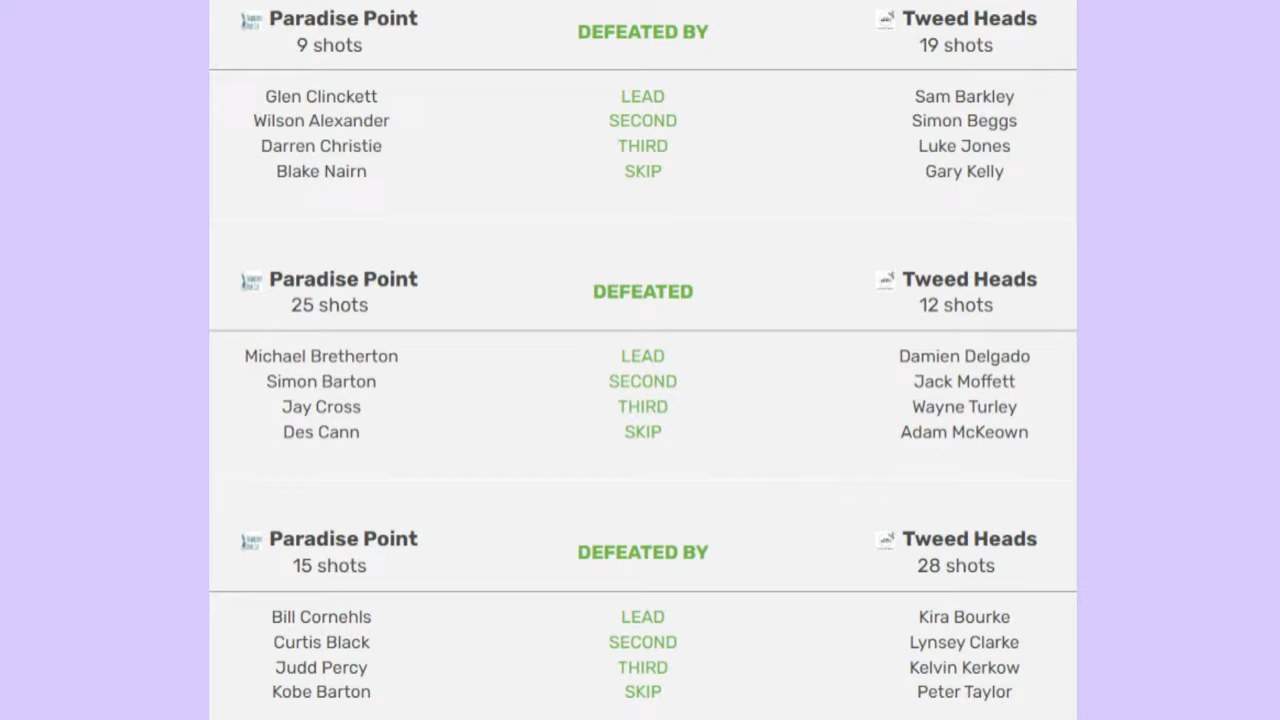 Paradise Point DEFEATED BY Tweed Heads
9 shots 19 shots
Glen Clinckett LEAD Sam Barkley
Wilson Alexander SECOND Simon Beggs
Darren Christie THIRD Luke Jones
Blake Nairn SKIP Gary Kelly
Paradise Point DEFEATED Tweed Heads
25 shots 12 shots
Michael Bretherton LEAD Damien Delgado
Simon Barton SECOND Jack Moffett
Jay Cross THIRD Wayne Turley
Des Cann SKIP Adam McKeown
Paradise Point DEFEATED BY Tweed Heads
15 shots 28 shots
Bill Cornehls LEAD Kira Bourke
Curtis Black SECOND Lynsey Clarke
Judd Percy THIRD Kelvin Kerkow
Kobe Barton SKIP Peter Taylor